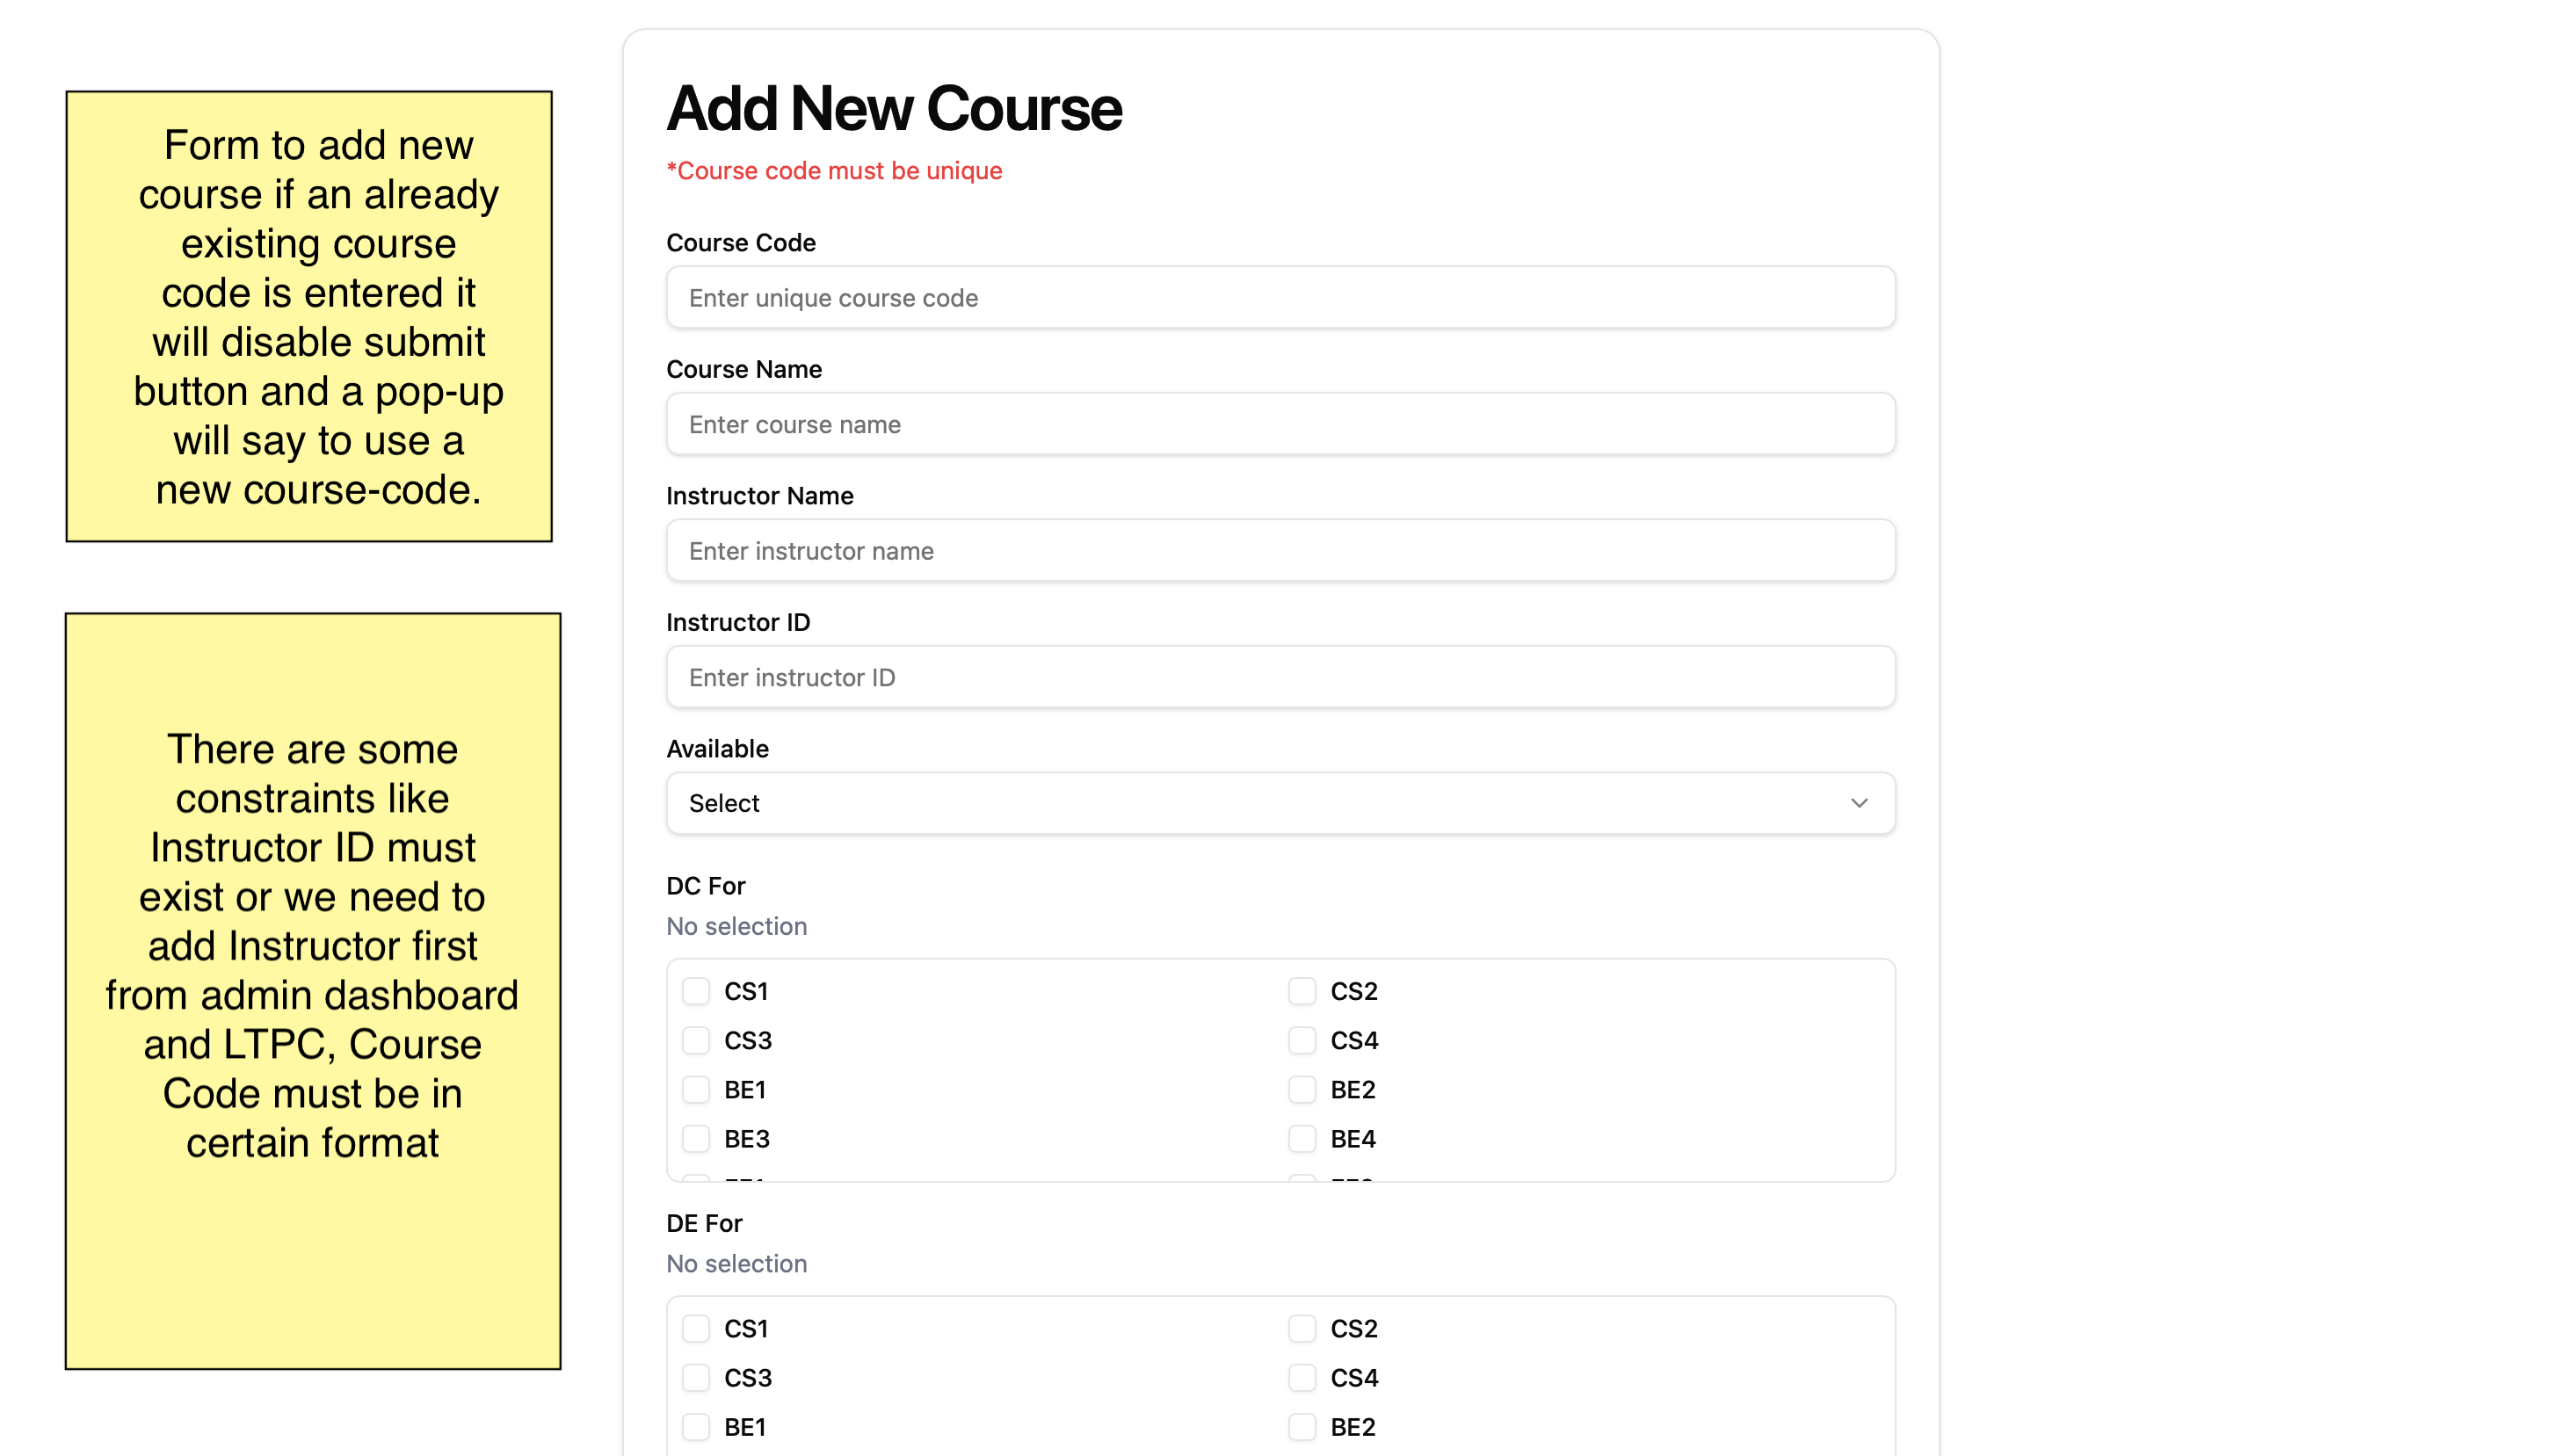 Form to add new
course if an already
existing course
code is entered it
will disable submit
button and a pop-up
will say to use a
new course-code.
There are some
constraints like
Instructor ID must
exist or we need to
add Instructor first
from admin dashboard
and LTPC, Course
Code must be in
certain format
Add New Course
*Course code must be unique
Course Code
Enter unique course code
Course Name
Enter course name
Instructor Name
Enter instructor name
Instructor ID
Enter instructor ID
Available
Select
DC For
No selection
CS1 CS2
CS3 CS4
BE1 BE2
BE3 BE4
DE For
No selection
CS1 CS2
CS3 CS4
BE1 BE2